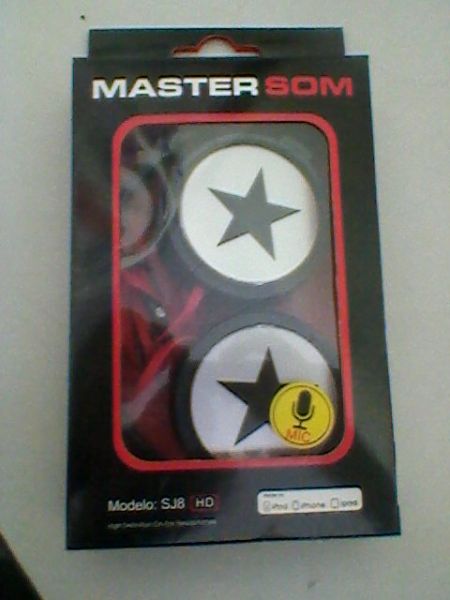 MASTER SOM
MIC
Modelo: SJ8 HD
iPod iPhone iPad